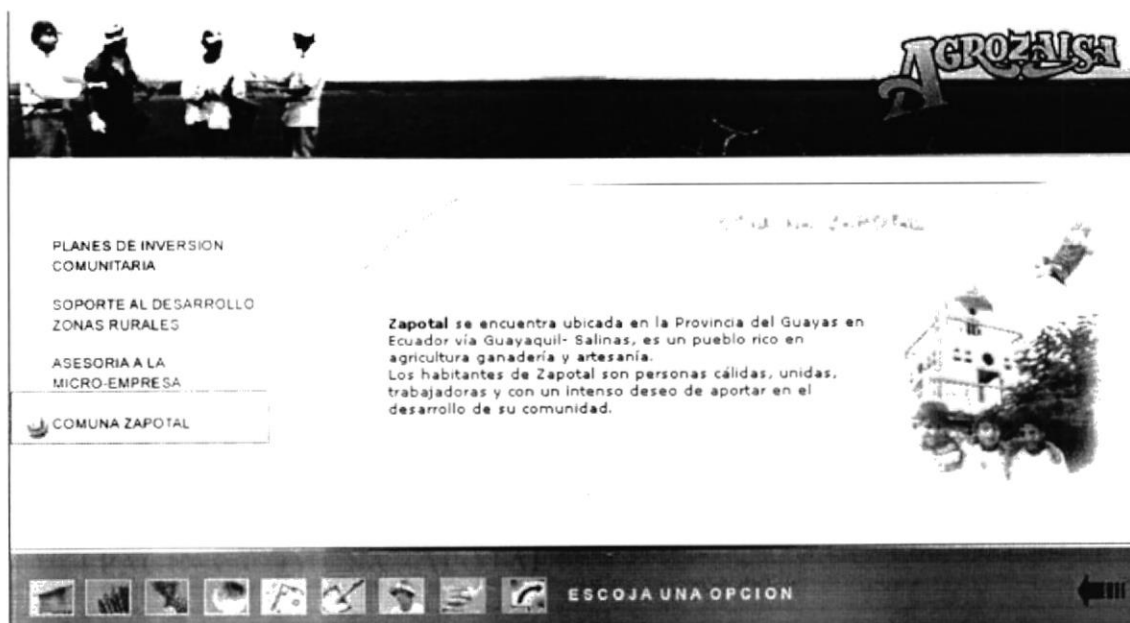 AGROZAISA
PLANES DE INVERSION
COMUNITARIA
SOPORTE AL DESARROLLO
ZONAS RURALES
ASESORIA A LA
MICRO-EMPRESA
COMUNA ZAPOTAL
Zapotal se encuentra ubicada en la Provincia del Guayas en
Ecuador vía Guayaquil- Salinas, es un pueblo rico en
agricultura ganadería y artesanía.
Los habitantes de Zapotal son personas cálidas, unidas,
trabajadoras y con un intenso deseo de aportar en el
desarrollo de su comunidad.
ESCOJA UNA OPCION